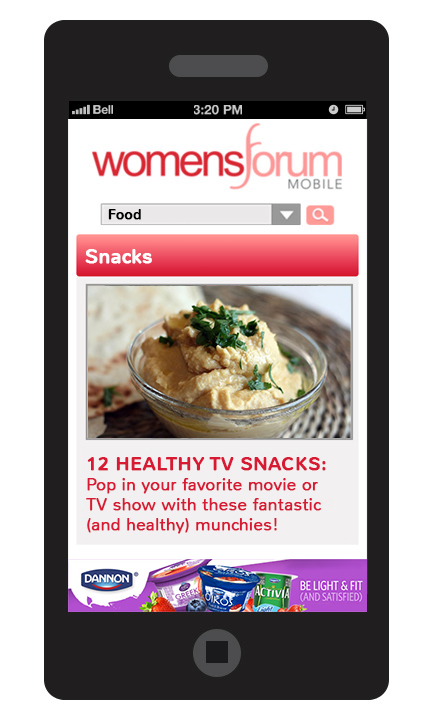 Bell 3:20 PM
womensforum
MOBILE
Food
Snacks
12 HEALTHY TV SNACKS:
Pop in your favorite movie or
TV show with these fantastic
(and healthy) munchies!
DANNON®
GREEK
OIKOS
ACTIVIA
Light
BE LIGHT & FIT
(AND SATISFIED)